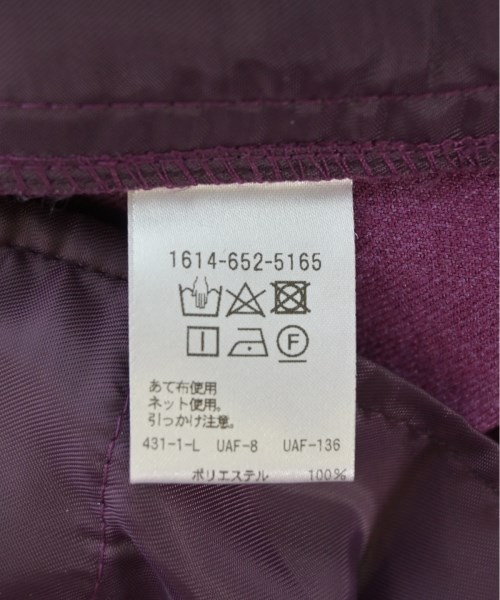 1614-652-5165
あて布使用
ネット使用。
引っかけ注意。
431-1-L UAF-8 UAF-136
ポリエステル 100%